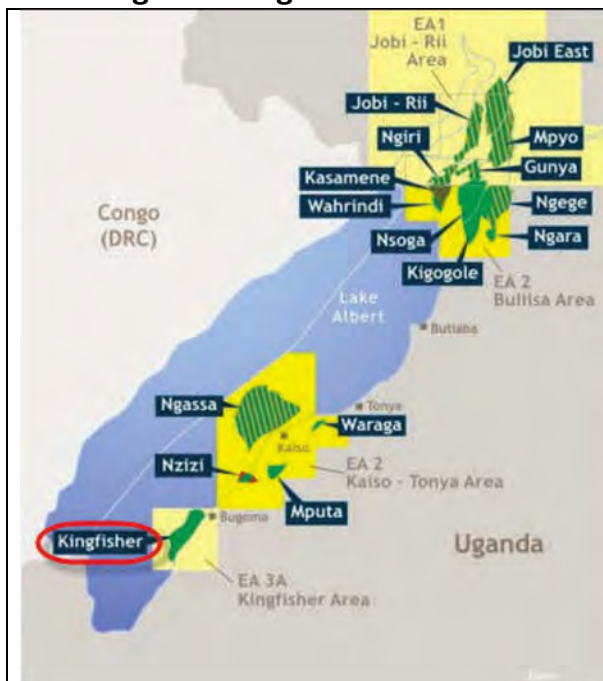 EA1
Jobi - Rii
Area
Jobi East
Jobi - Rii
Ngiri
Mpyo
Gunya
Kasamene
Wahrindi
Ngege
Congo
(DRC)
Nsoga
Ngara
Kigogole
EA 2
Buliisa Area
Lake
Albert
Butiaba
Ngassa
Tonya
Waraga
Kaiso
Nzizi
EA 2
Kaiso - Tonya Area
Mputa
Bugoma
Kingfisher
Uganda
EA 3A
Kingfisher Area